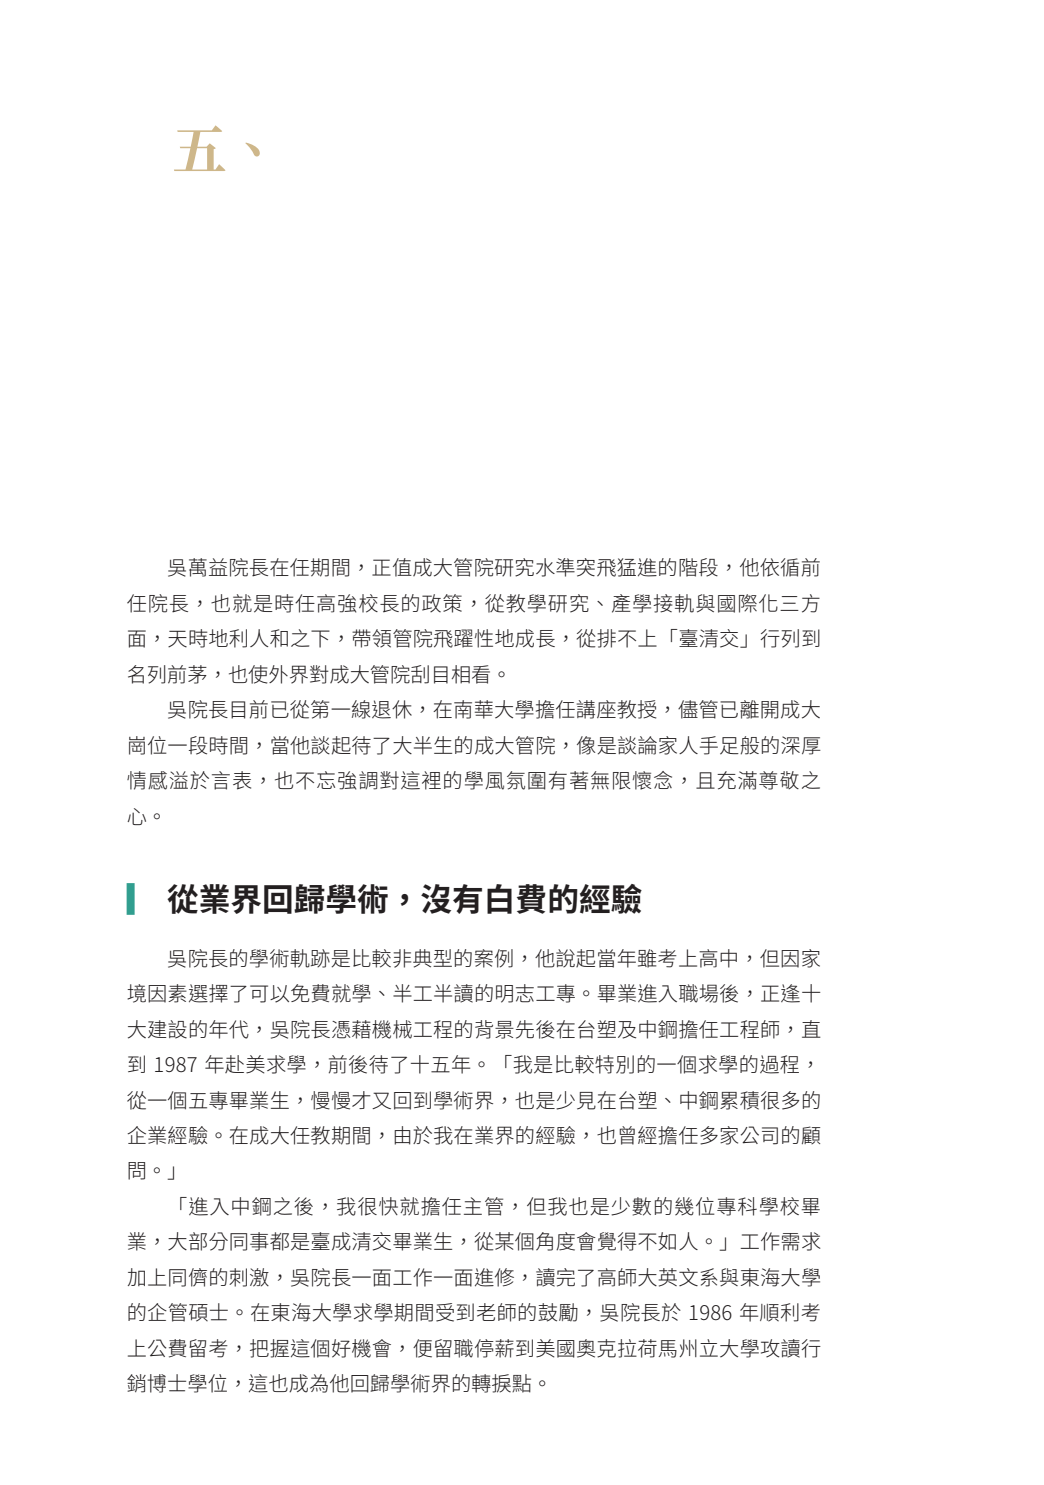 五、
吳萬益院長在任期間，正值成大管院研究水準突飛猛進的階段，他依循前
任院長，也就是時任高強校長的政策，從教學研究、產學接軌與國際化三方
面，天時地利人和之下，帶領管院飛躍性地成長，從排不上「臺清交」行列到
名列前茅，也使外界對成大管院刮目相看。
吳院長目前已從第一線退休，在南華大學擔任講座教授，儘管已離開成大
崗位一段時間，當他談起待了大半生的成大管院，像是談論家人手足般的深厚
情感溢於言表，也不忘強調對這裡的學風氛圍有著無限懷念，且充滿尊敬之
心。
從業界回歸學術，沒有白費的經驗
吳院長的學術軌跡是比較非典型的案例，他說起當年雖考上高中，但因家
境因素選擇了可以免費就學、半工半讀的明志工專。畢業進入職場後，正逢十
大建設的年代，吳院長憑藉機械工程的背景先後在台塑及中鋼擔任工程師，直
到 1987 年赴美求學，前後待了十五年。「我是比較特別的一個求學的過程，
從一個五專畢業生，慢慢才又回到學術界，也是少見在台塑、中鋼累積很多的
企業經驗。在成大任教期間，由於我在業界的經驗，也曾經擔任多家公司的顧
問。」
「進入中鋼之後，我很快就擔任主管，但我也是少數的幾位專科學校畢
業，大部分同事都是臺成清交畢業生，從某個角度會覺得不如人。」工作需求
加上同儕的刺激，吳院長一面工作一面進修，讀完了高師大英文系與東海大學
的企管碩士。在東海大學求學期間受到老師的鼓勵，吳院長於 1986 年順利考
上公費留考，把握這個好機會，便留職停薪到美國奧克拉荷馬州立大學攻讀行
銷博士學位，這也成為他回歸學術界的轉捩點。